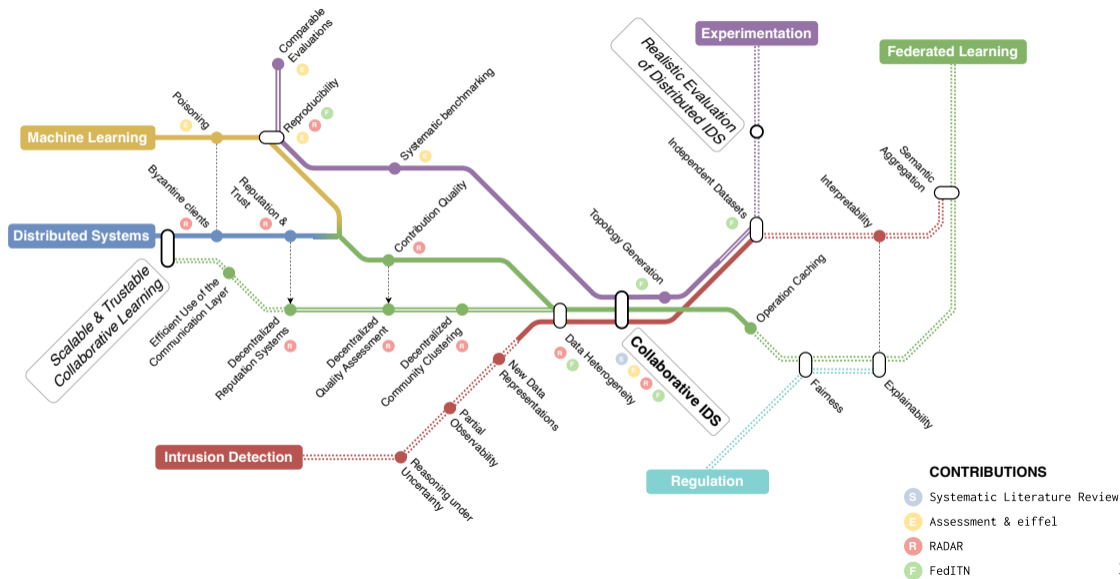 Comparable
Evaluations
E
Experimentation
Federated Learning
Realistic Evaluation
of Distributed IDS
Poisoning
E
Reproducibility
E
R
F
Systematic benchmarking
E
Machine Learning
Byzantine clients
R
Reputation &
Trust
R
Contribution Quality
R
Independent Datasets
F
Topology Generation
F
Interpretability
Semantic
Aggregation
Distributed Systems
Scalable & Trustable
Collaborative Learning
Efficient Use of the
Communication Layer
Decentralized
Reputation Systems
R
Decentralized
Quality Assessment
R
Decentralized
Community Clustering
R
Operation Caching
Data Heterogeneity
R
F
Collaborative IDS
S
E
R
F
New Data
Representations
Partial
Observability
Reasoning under
Uncertainty
Fairness
Explainability
Intrusion Detection
Regulation
CONTRIBUTIONS
S Systematic Literature Review
E Assessment & eiffel
R RADAR
F FedITN